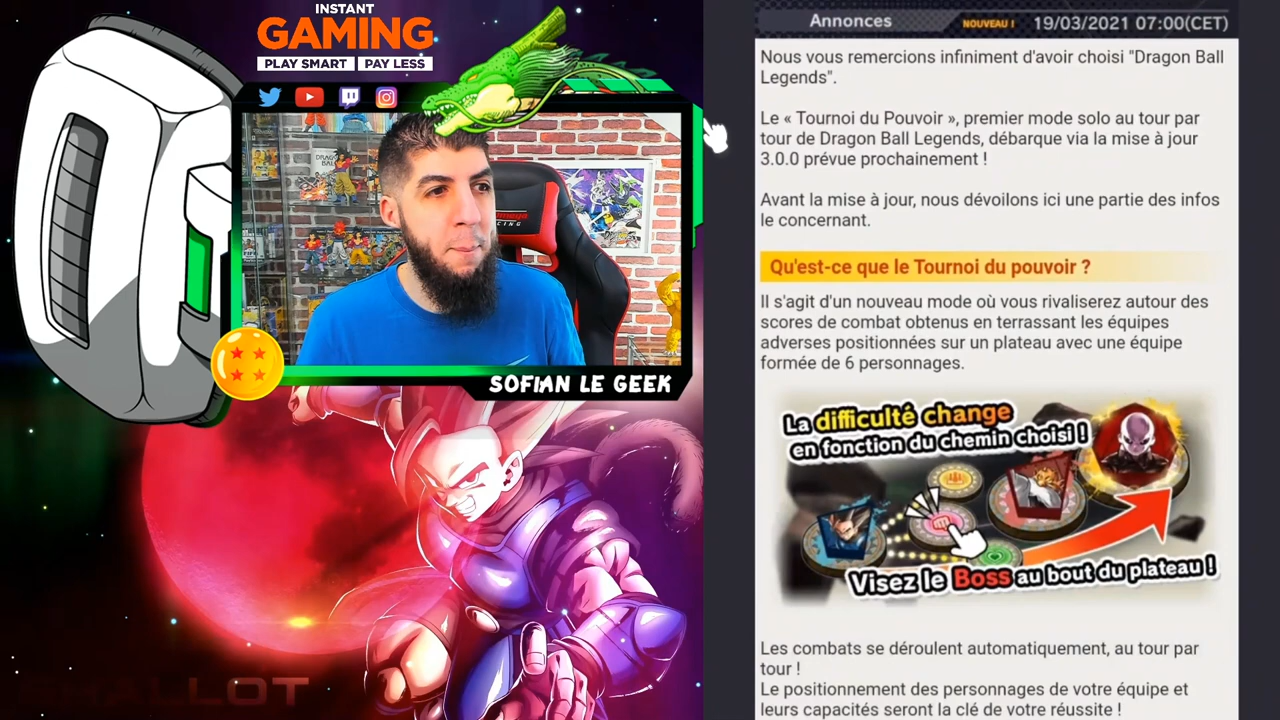 INSTANT
GAMING
PLAY SMART | PAY LESS
SOFIAN LE GEEK
SHALLOT
Annonces
NOUVEAU !
19/03/2021 07:00(CET)
Nous vous remercions infiniment d'avoir choisi "Dragon Ball
Legends".
Le « Tournoi du Pouvoir », premier mode solo au tour par
tour de Dragon Ball Legends, débarque via la mise à jour
3.0.0 prévue prochainement !
Avant la mise à jour, nous dévoilons ici une partie des infos
le concernant.
Qu'est-ce que le Tournoi du pouvoir ?
Il s'agit d'un nouveau mode où vous rivaliserez autour des
scores de combat obtenus en terrassant les équipes
adverses positionnées sur un plateau avec une équipe
formée de 6 personnages.
La difficulté change
en fonction du chemin choisi !
Visez le Boss au bout du plateau !
Les combats se déroulent automatiquement, au tour par
tour !
Le positionnement des personnages de votre équipe et
leurs capacités seront la clé de votre réussite !